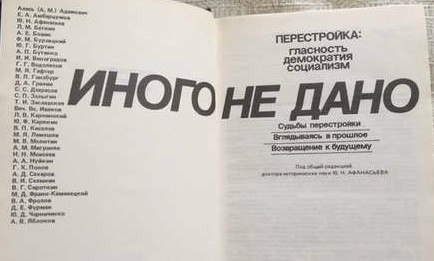 Алесь (А. М.) Адамович
Е. А. Амбарцумов
Ю. Н. Афанасьев
Л. М. Баткин
А. Е. Бовин
Ф. М. Бурлацкий
Ю. Г. Буртин
А. П. Бутенко
И. И. Виноградов
Г. Г. Водолазов
М. Я. Гефтер
В. Л. Гинзбург
Д. А. Гранин
С. С. Дзарасов
С. П. Залыгин
Т. И. Заславская
Вяч. Вс. Иванов
Л. В. Карпинский
Ю. Ф. Карякин
В. П. Киселев
М. Я. Лемешев
М. В. Молоктин
А. М. Мигранян
Н. Н. Моисеев
А. А. Нуйкин
Г. Х. Попов
А. Д. Сахаров
В. И. Селюнин
В. Г. Сироткин
М. Д. Франк-Каменецкий
В. А. Фролов
Д. Е. Фурман
Ю. Д. Черниченко
А. В. Яблоков
ПЕРЕСТРОЙКА:
гласность
демократия
социализм
ИНОГО НЕ ДАНО
Судьбы перестройки
Вглядываясь в прошлое
Возвращение к будущему
Под общей редакцией
доктора исторических наук Ю. Н. АФАНАСЬЕВА